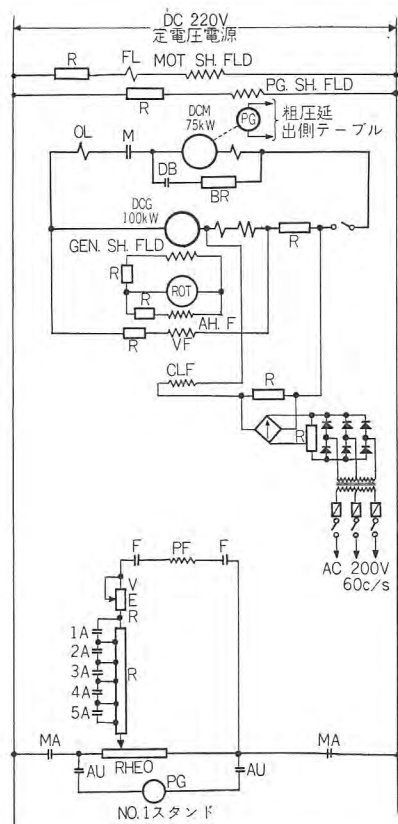 DC 220V
定電圧電源
R
FL
MOT SH. FLD
PG. SH. FLD
R
OL
M
DCM
75kW
PG
粗圧延
出側テーブル
DB
BR
DCG
100kW
R
GEN. SH. FLD
R
ROT
R
AH. F
R
VF
CLF
R
R
AC 200V
60c/s
F
PF
F
V
E
R
1A
2A
3A
4A
5A
R
MA
RHEO
MA
AU
PG
AU
NO.1スタンド